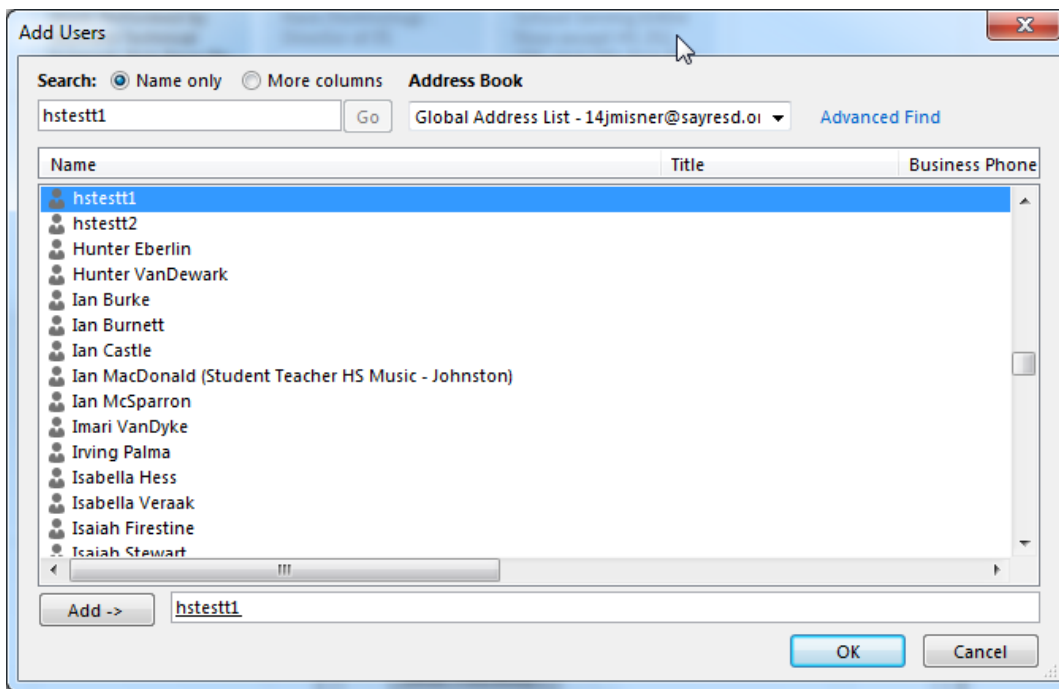 Add Users
Search: Name only More columns Address Book
hstestt1 Go Global Address List - 14jmisner@sayresd.or Advanced Find
Name Title Business Phone
hstestt1
hstestt2
Hunter Eberlin
Hunter VanDewark
Ian Burke
Ian Burnett
Ian Castle
Ian MacDonald (Student Teacher HS Music - Johnston)
Ian McSparron
Imari VanDyke
Irving Palma
Isabella Hess
Isabella Veraak
Isaiah Firestine
Isaiah Stewart
Add -> hstestt1
OK Cancel